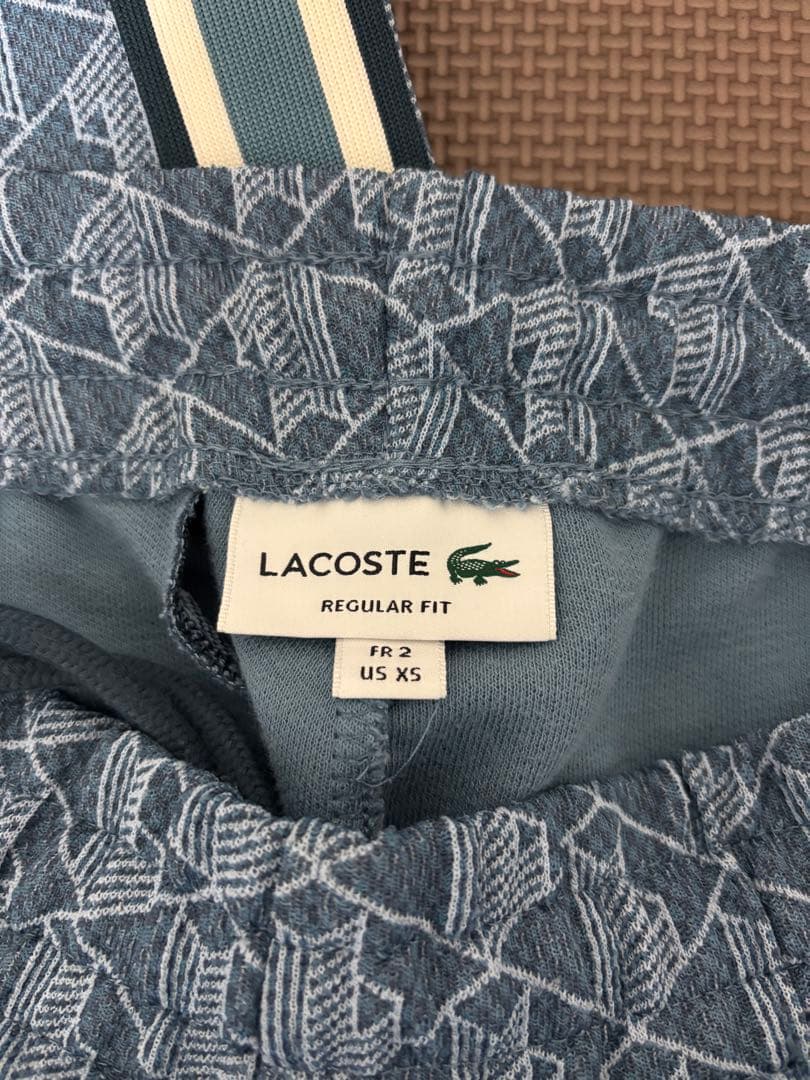 LACOSTE
REGULAR FIT
FR 2
US XS